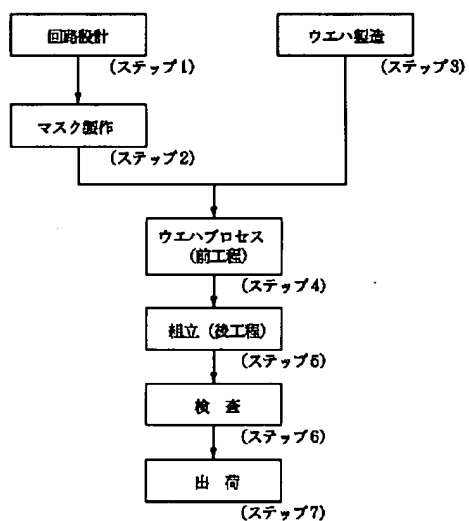 回路設計
(ステップ1)
ウエハ製造
(ステップ3)
マスク製作
(ステップ2)
ウエハプロセス
(前工程)
(ステップ4)
組立(後工程)
(ステップ5)
検 査
(ステップ6)
出 荷
(ステップ7)